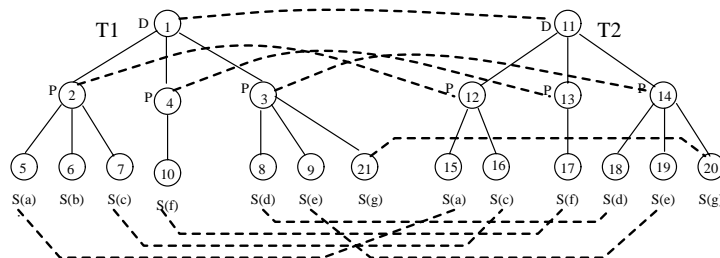 T1 D 1 D 11 T2
P 2 P 4 P 3 P 12 P 13 P 14
5 6 7 10 8 9 21 15 16 17 18 19 20
S(a) S(b) S(c) S(f) S(d) S(e) S(g) S(a) S(c) S(f) S(d) S(e) S(g)